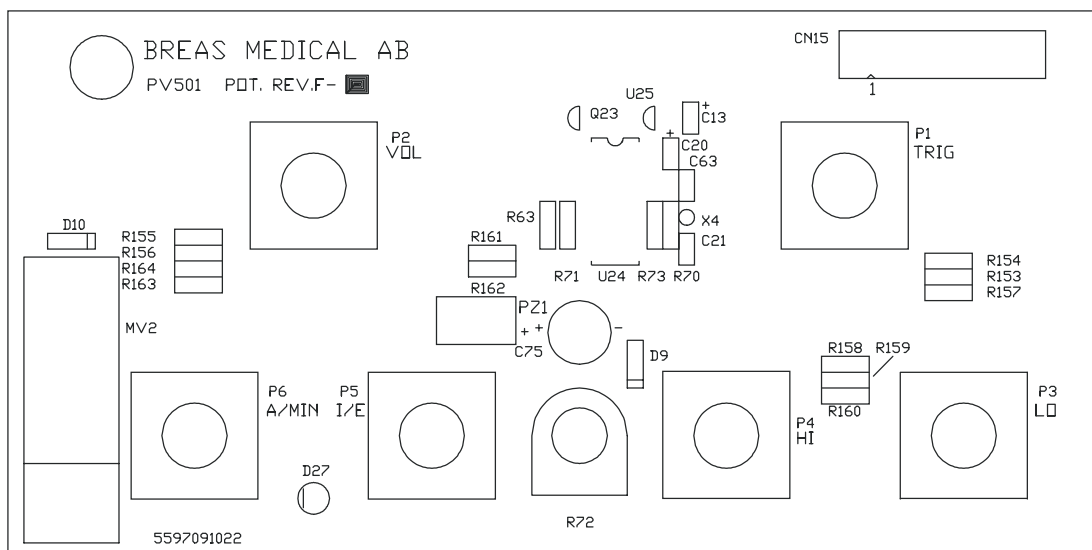 BREAS MEDICAL AB
PV501 POT. REV.F-
CN15
1
U25
Q23
+
C13
+
C20
C63
P2
VOL
P1
TRIG
D10
R63
X4
R155
R156
R164
R163
R161
C21
R71
U24
R73
R70
R154
R153
R157
R162
PZ1
MV2
+
+
-
C75
D9
R158
R159
P6
A/MIN
P5
I/E
R160
P3
LO
P4
HI
D27
R72
5597091022